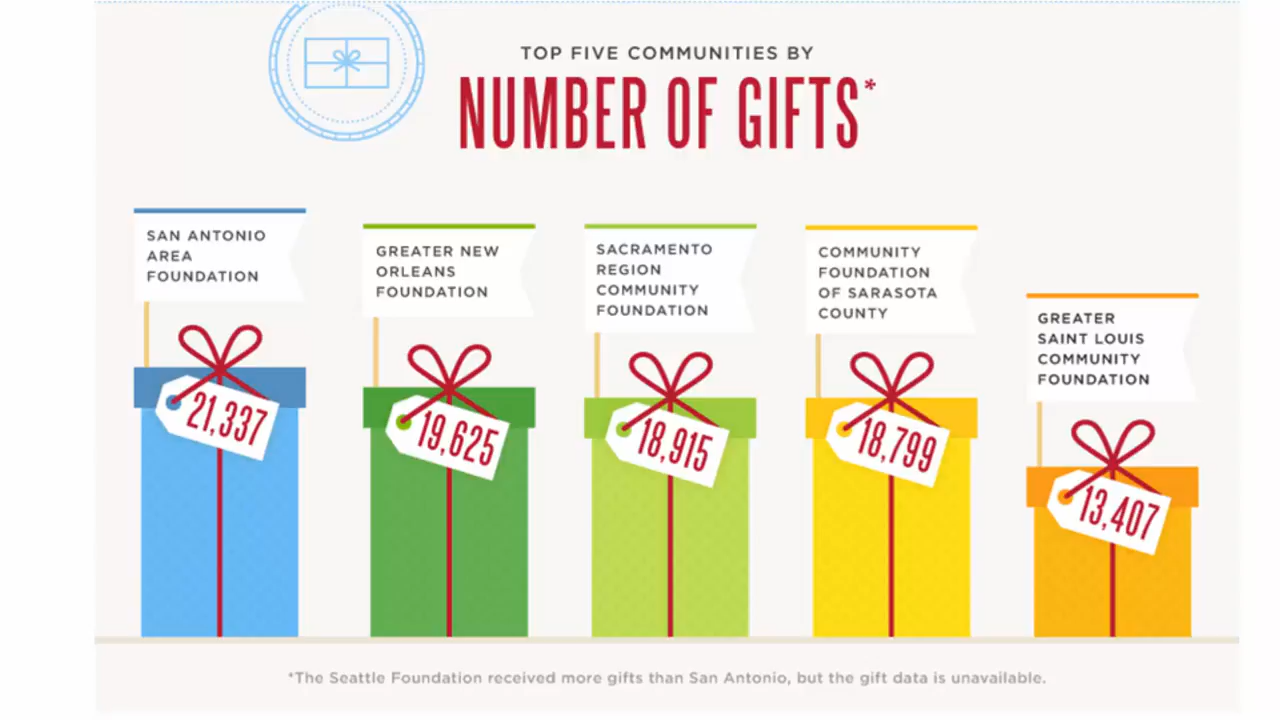 TOP FIVE COMMUNITIES BY
NUMBER OF GIFTS*
SAN ANTONIO
AREA
FOUNDATION
21,337
GREATER NEW
ORLEANS
FOUNDATION
19,625
SACRAMENTO
REGION
COMMUNITY
FOUNDATION
18,915
COMMUNITY
FOUNDATION
OF SARASOTA
COUNTY
18,799
GREATER
SAINT LOUIS
COMMUNITY
FOUNDATION
13,407
*The Seattle Foundation received more gifts than San Antonio, but the gift data is unavailable.